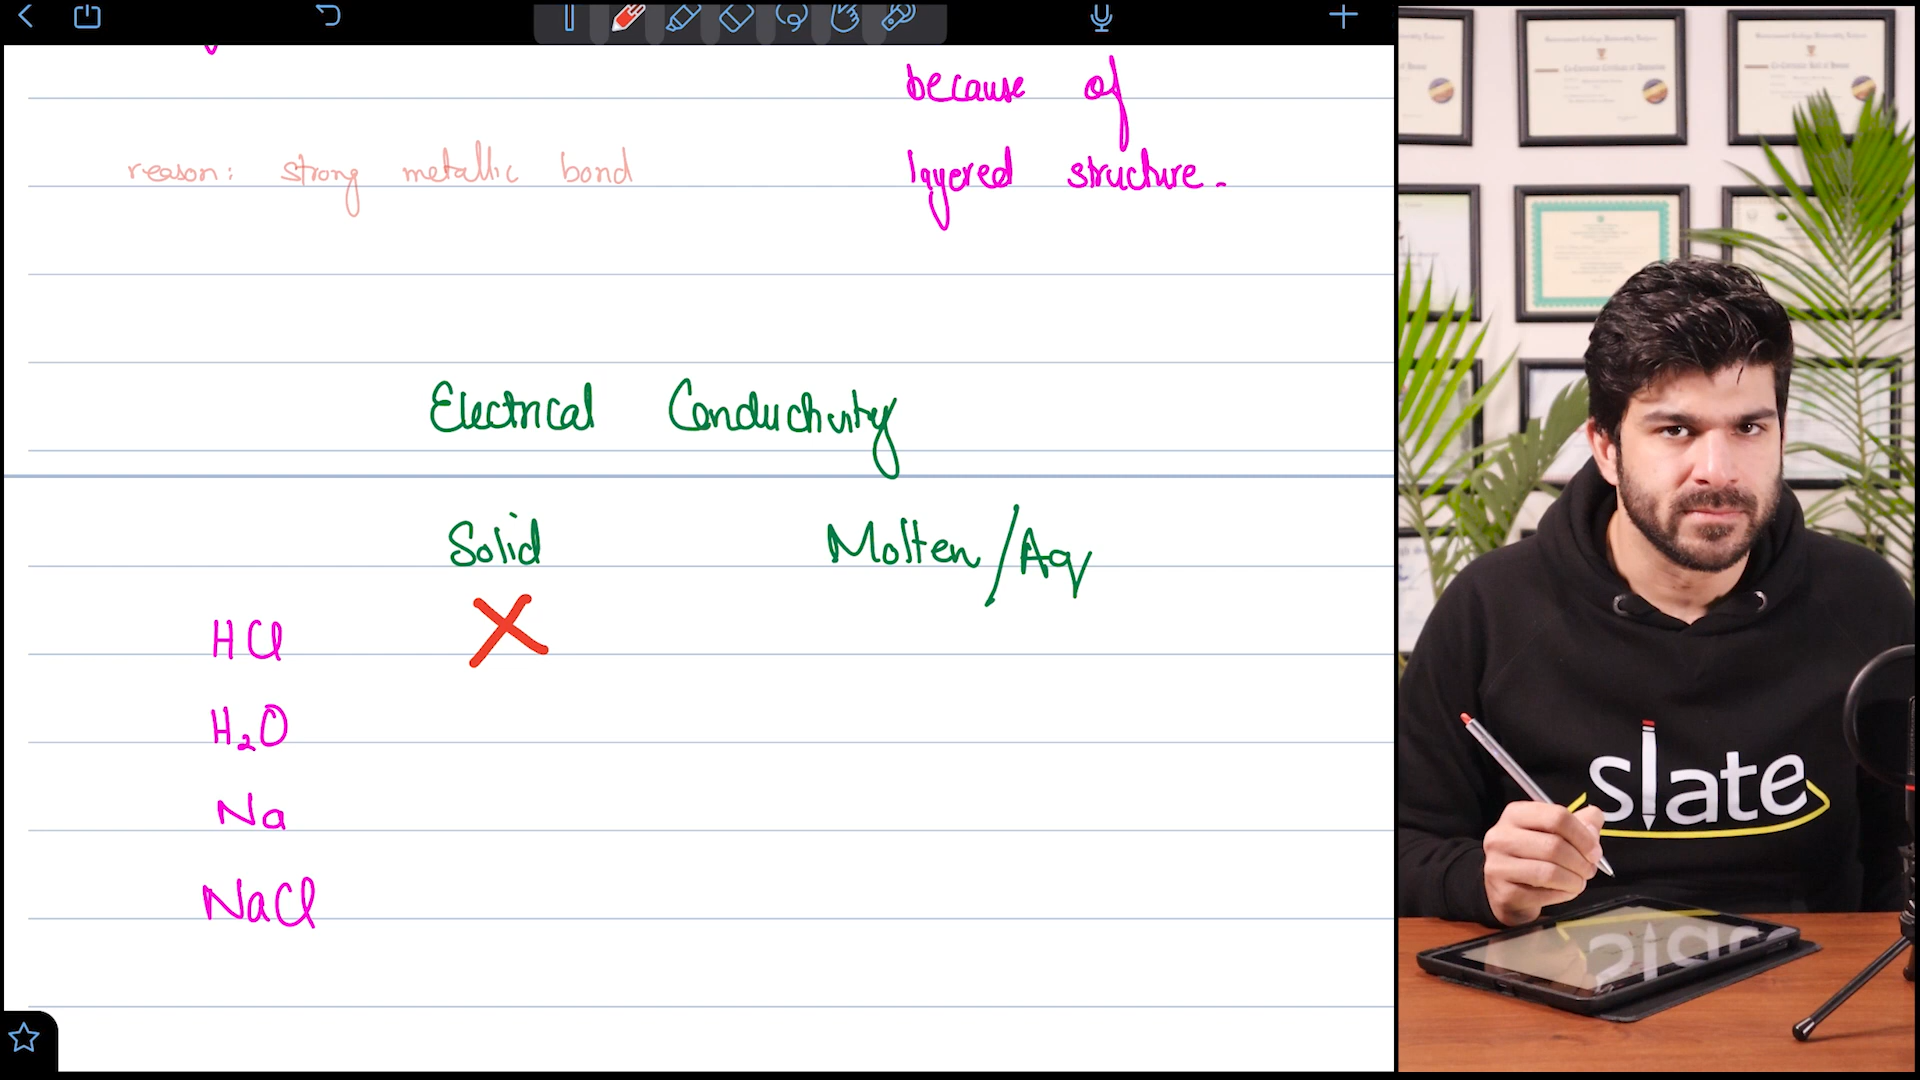 because of
reason: strong metallic bond
layered structure.
Electrical Conductivity
Solid
Molten/Aq
HCl
H₂O
Na
NaCl
slate